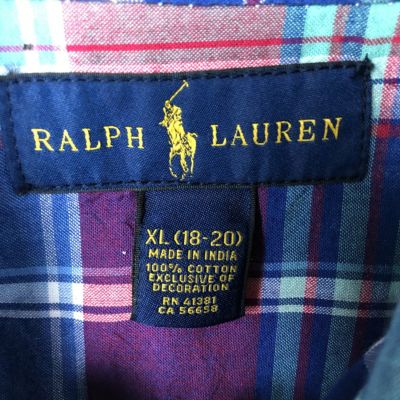 RALPH LAUREN
XL (18-20)
MADE IN INDIA
100% COTTON
EXCLUSIVE OF
DECORATION
RN 41381
CA 56658